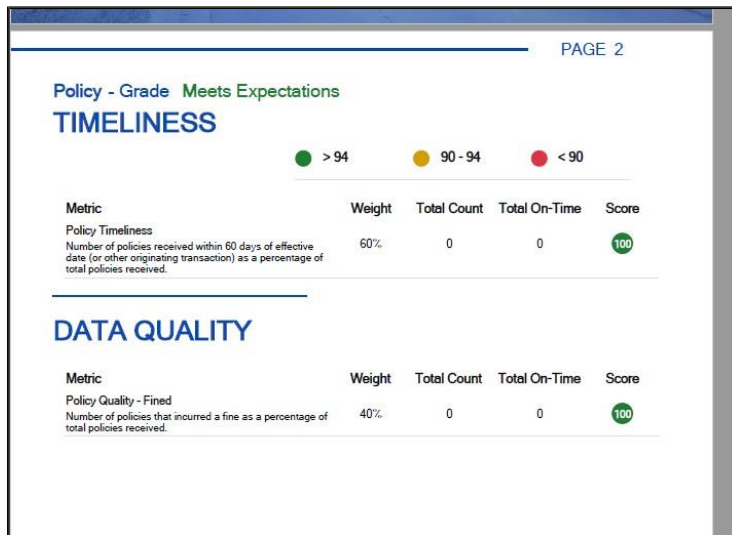 PAGE 2
Policy - Grade Meets Expectations
TIMELINESS
> 94 90 - 94 < 90
Metric Weight Total Count Total On-Time Score
Policy Timeliness
Number of policies received within 60 days of effective
date (or other originating transaction) as a percentage of
total policies received.
60% 0 0 100
DATA QUALITY
Metric Weight Total Count Total On-Time Score
Policy Quality - Fined
Number of policies that incurred a fine as a percentage of
total policies received.
40% 0 0 100